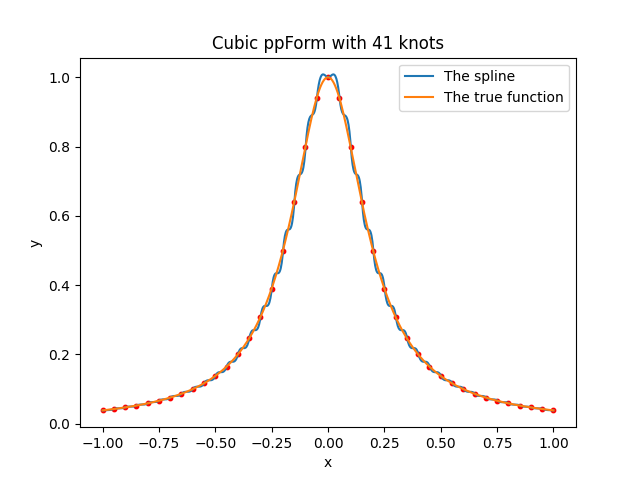 Cubic ppForm with 41 knots
The spline
The true function
1.0
0.8
0.6
0.4
0.2
0.0
y
−1.00 −0.75 −0.50 −0.25 0.00 0.25 0.50 0.75 1.00
x